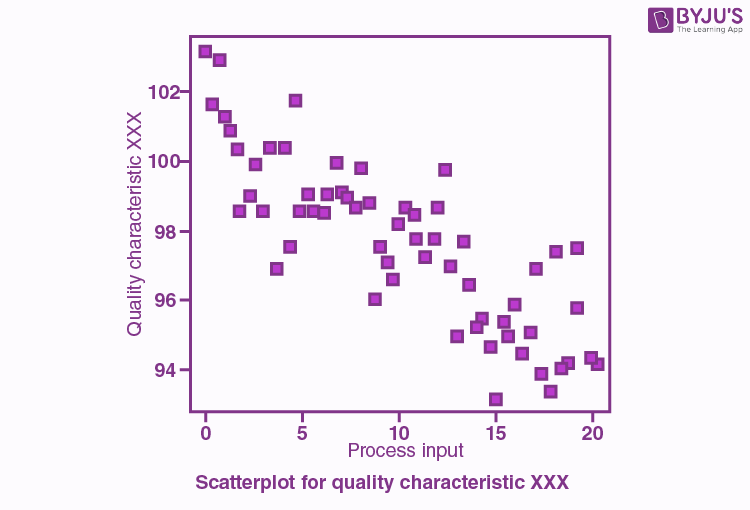 BYJU'S
The Learning App
102
100
98
96
94
Quality characteristic XXX
0 5 10 15 20
Process input
Scatterplot for quality characteristic XXX